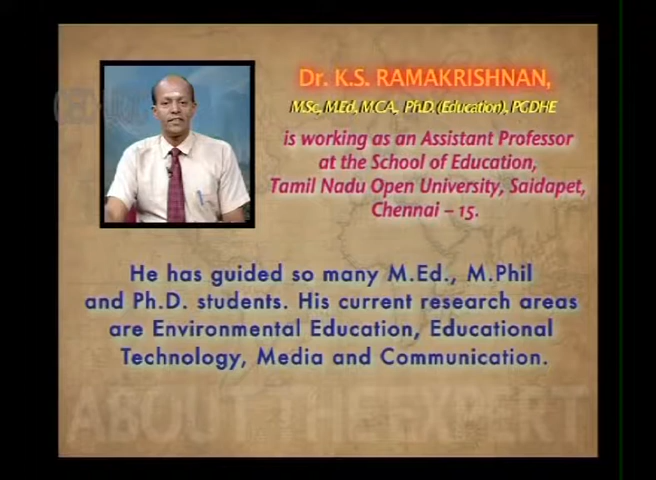 Dr. K.S. RAMAKRISHNAN,
M.Sc, M.Ed, M.C.A., Ph.D. (Education), PGDHE
is working as an Assistant Professor
at the School of Education,
Tamil Nadu Open University, Saidapet,
Chennai – 15.
He has guided so many M.Ed., M.Phil
and Ph.D. students. His current research areas
are Environmental Education, Educational
Technology, Media and Communication.
ABOUT THE EXPERT